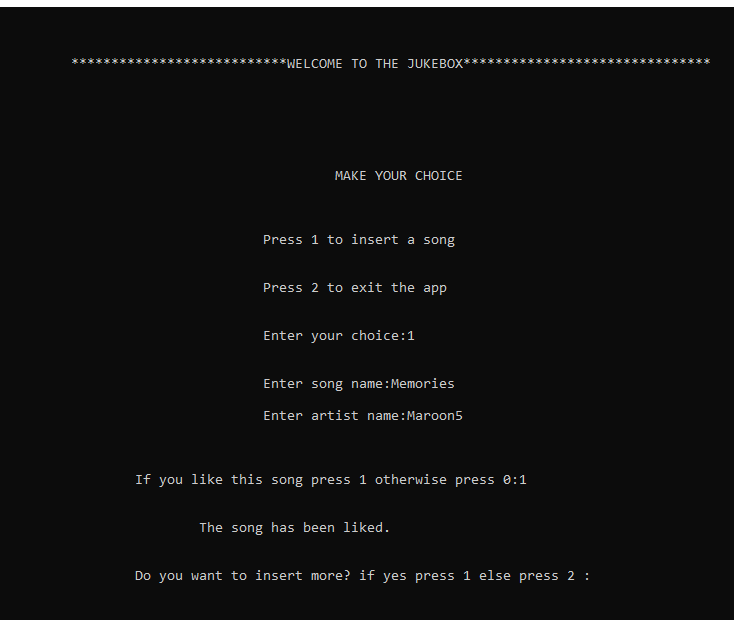 ***************************WELCOME TO THE JUKEBOX*******************************
MAKE YOUR CHOICE
Press 1 to insert a song
Press 2 to exit the app
Enter your choice:1
Enter song name:Memories
Enter artist name:Maroon5
If you like this song press 1 otherwise press 0:1
The song has been liked.
Do you want to insert more? if yes press 1 else press 2 :